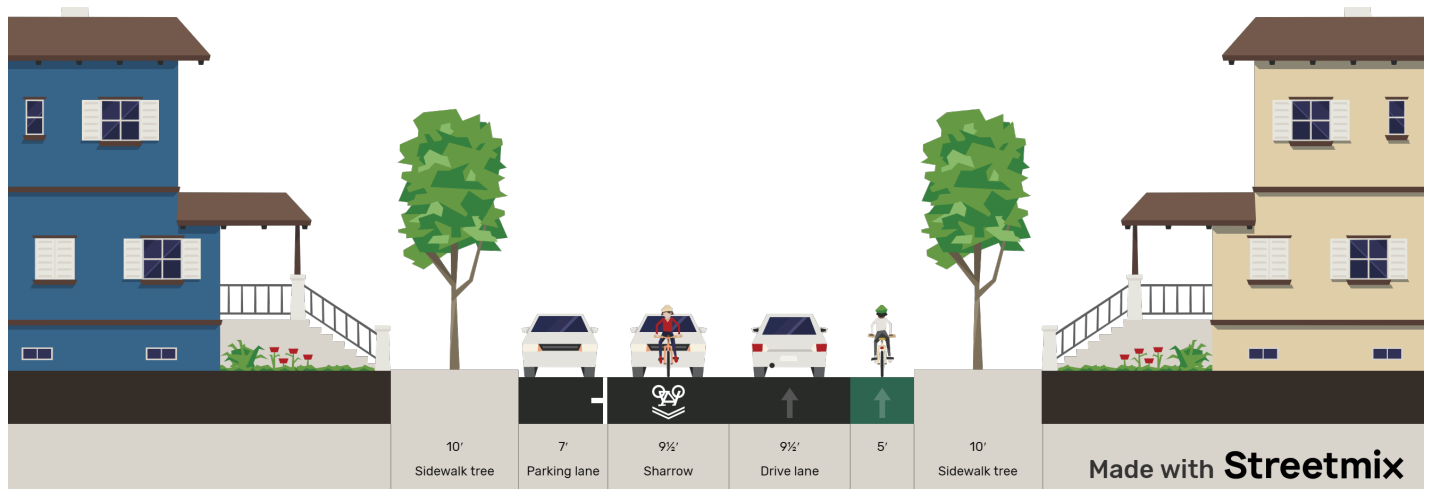 10′
Sidewalk tree
7′
Parking lane
9½′
Sharrow
9½′
Drive lane
5′
10′
Sidewalk tree
Made with Streetmix